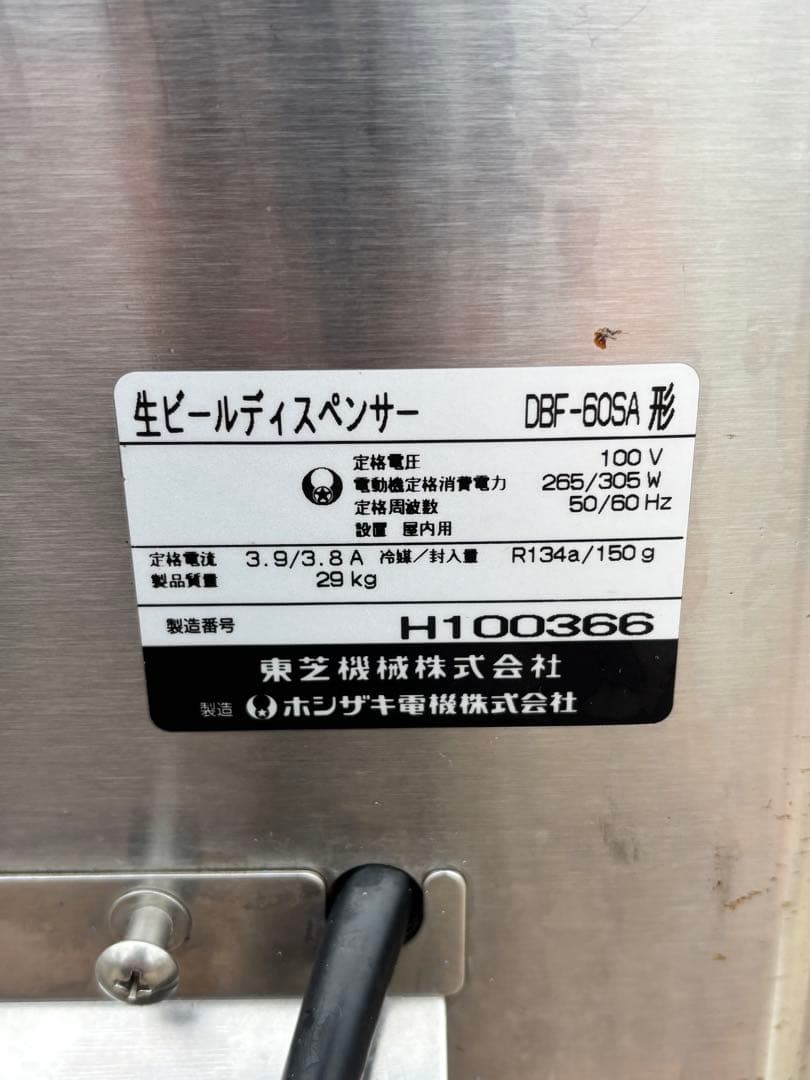 生ビールディスペンサー DBF-60SA 形
定格電圧 100 V
電動機定格消費電力 265/305 W
定格周波数 50/60 Hz
設置 屋内用
定格電流 3.9/3.8 A 冷媒/封入量 R134a/150 g
製品質量 29 kg
製造番号 H100366
東芝機械株式会社
製造 ホシザキ電機株式会社